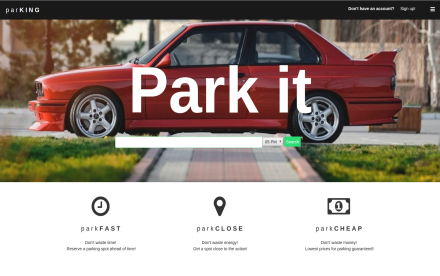 parKING
Don't have an account? Sign up!
Park it
Search
parkFAST
Don't waste time!
Reserve a parking spot ahead of time!
parkCLOSE
Don't waste energy!
Get a spot close to the action!
parkCHEAP
Don't waste money!
Lowest prices for parking guaranteed!